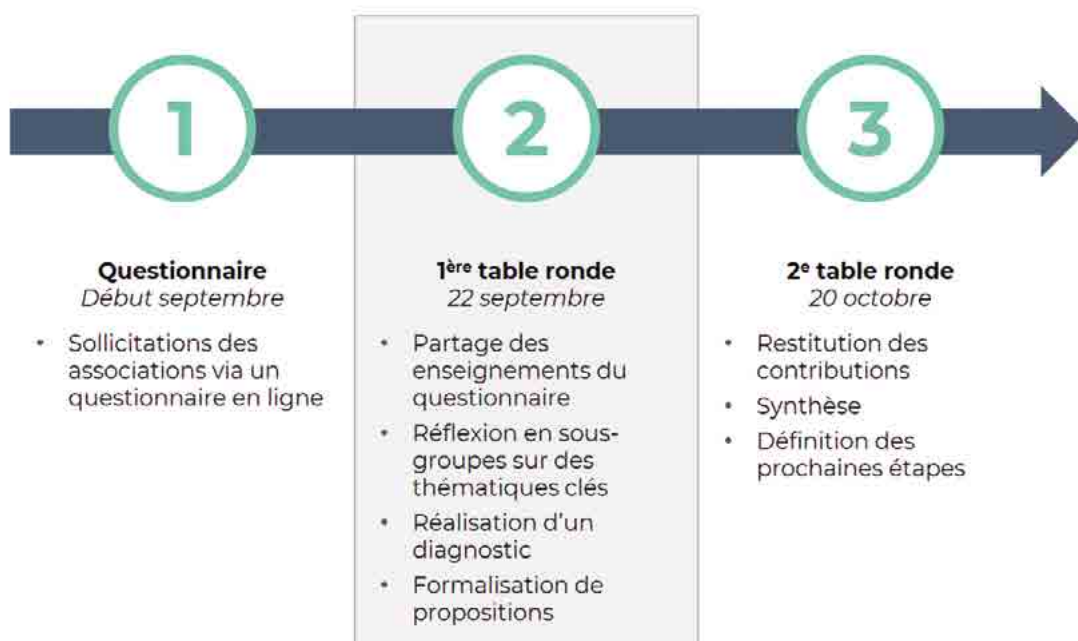 1
2
3
Questionnaire
Début septembre
• Sollicitations des
associations via un
questionnaire en ligne
1ère table ronde
22 septembre
• Partage des
enseignements du
questionnaire
• Réflexion en sous-
groupes sur des
thématiques clés
• Réalisation d'un
diagnostic
• Formalisation de
propositions
2e table ronde
20 octobre
• Restitution des
contributions
• Synthèse
• Définition des
prochaines étapes